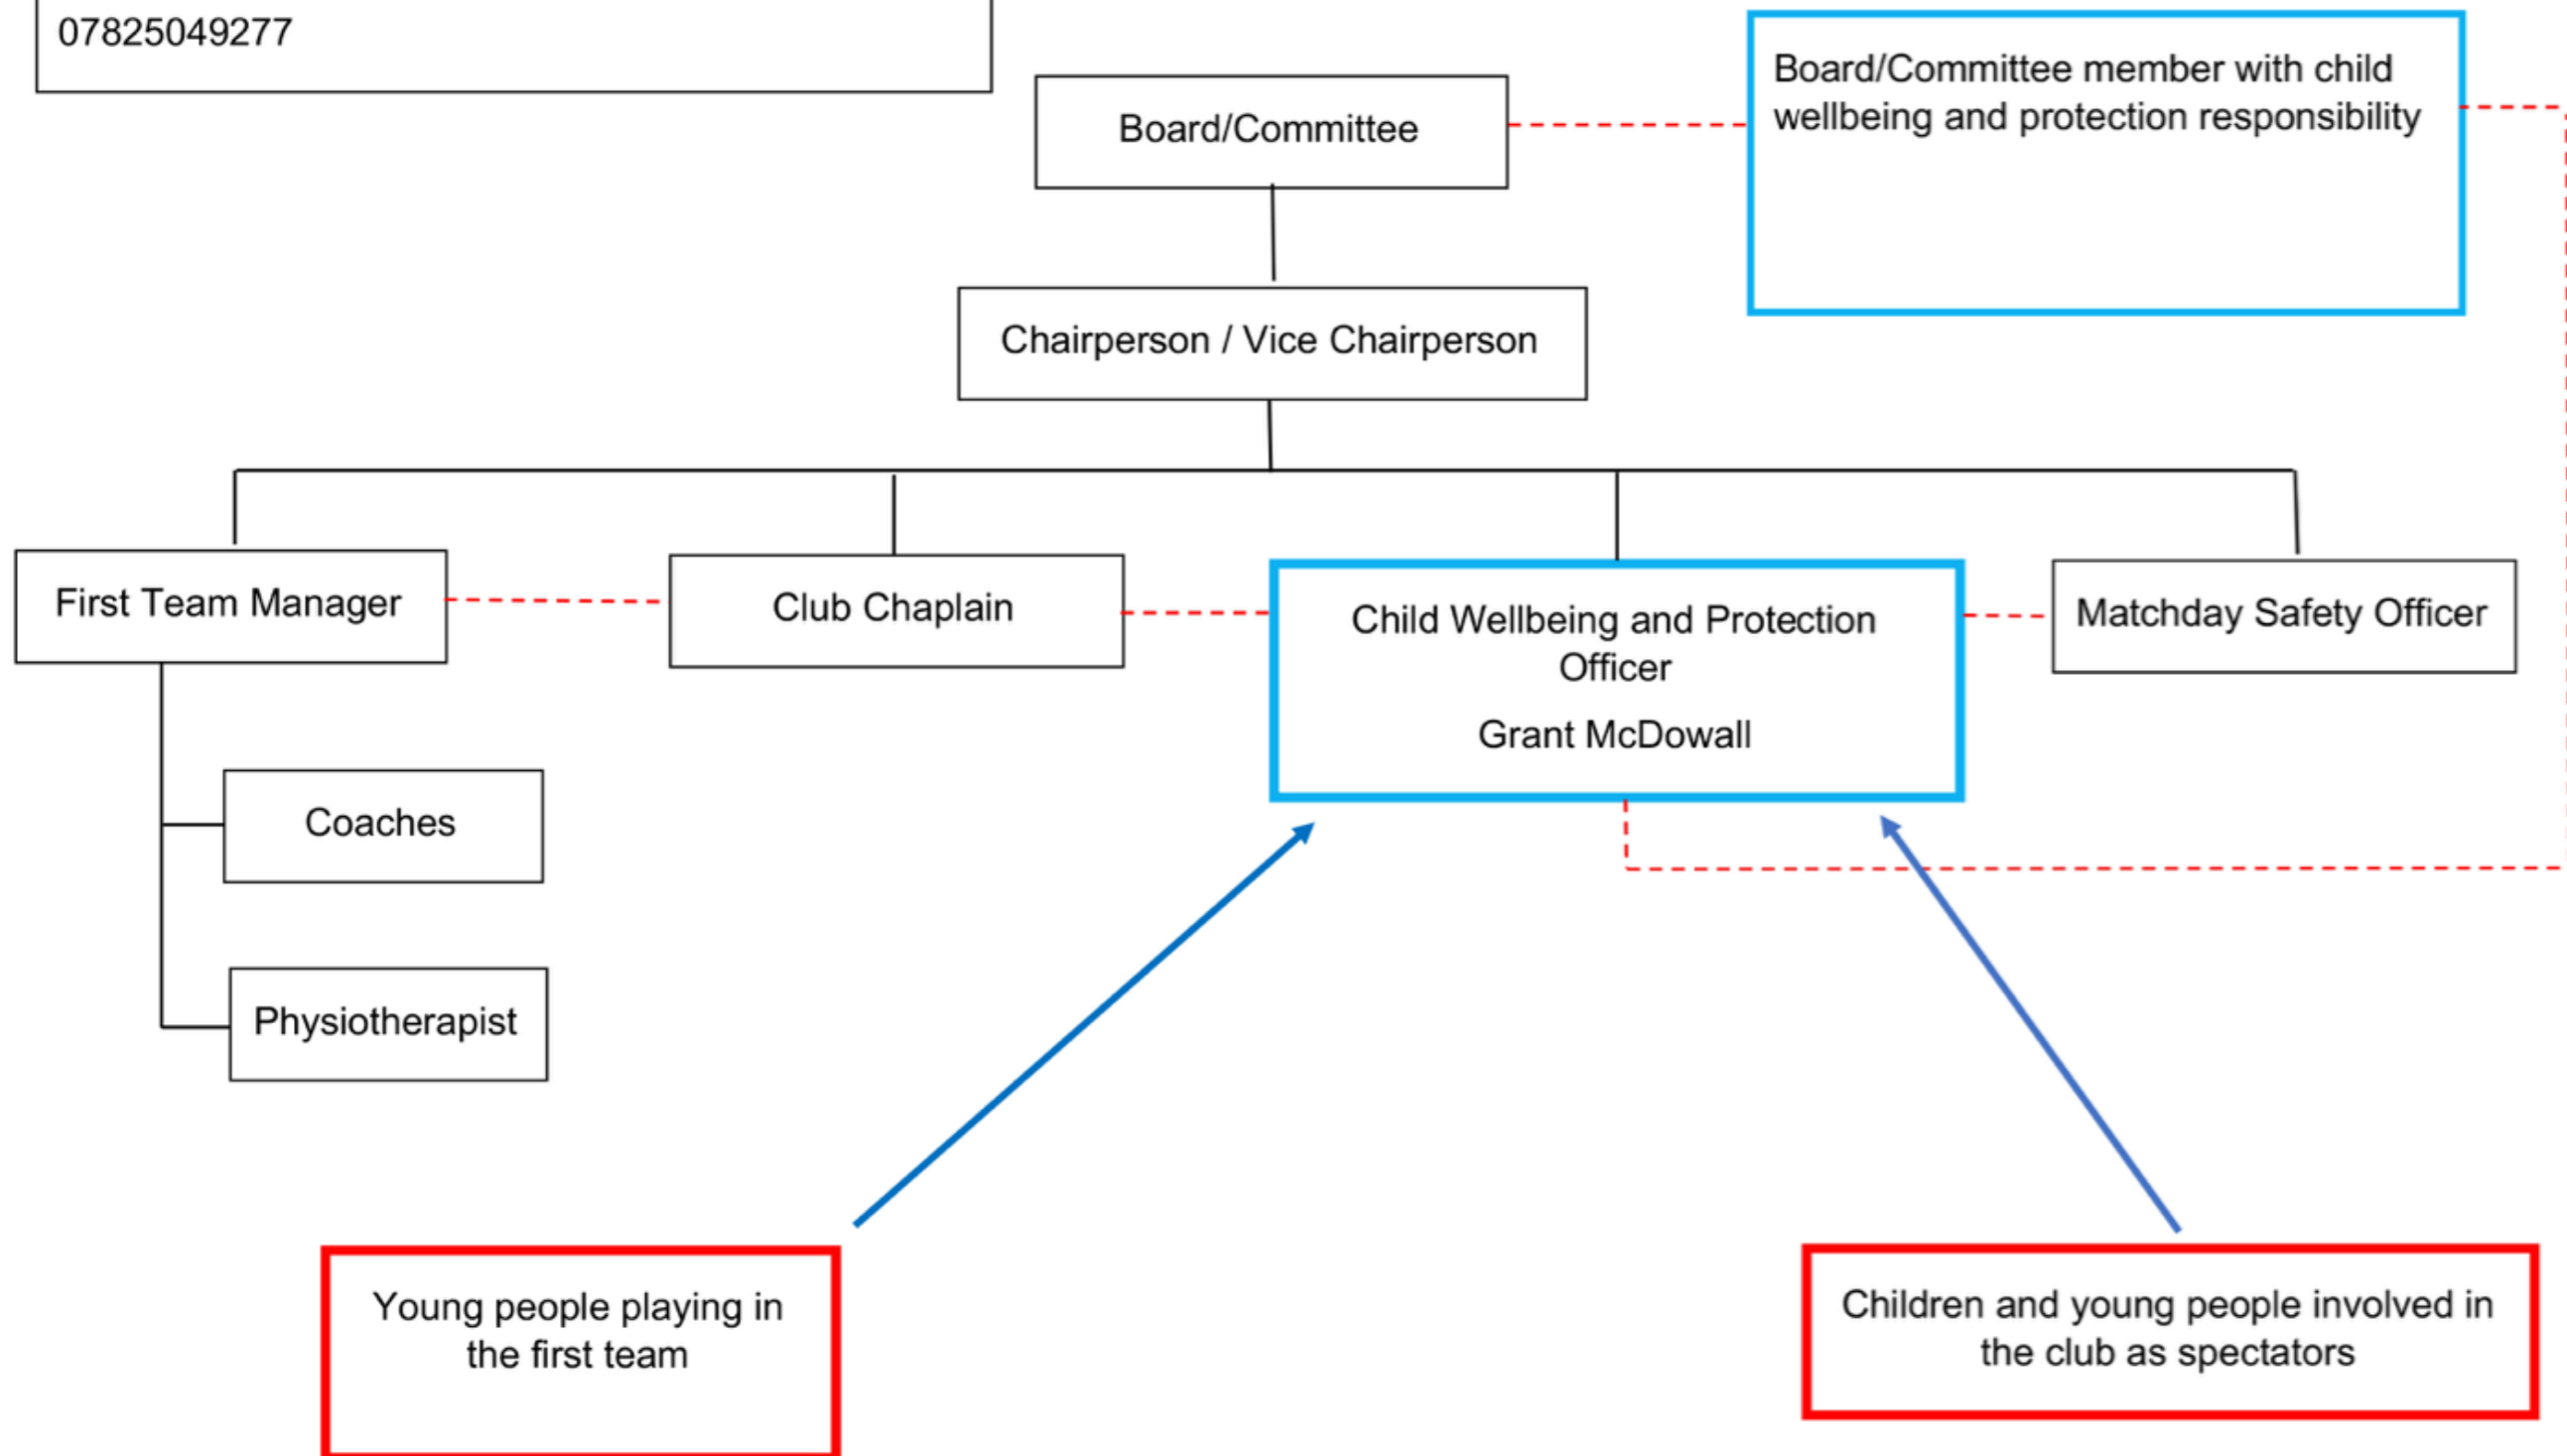 07825049277
Board/Committee member with child
wellbeing and protection responsibility
Board/Committee
Chairperson / Vice Chairperson
First Team Manager
Club Chaplain
Child Wellbeing and Protection
Officer
Grant McDowall
Matchday Safety Officer
Coaches
Physiotherapist
Young people playing in
the first team
Children and young people involved in
the club as spectators